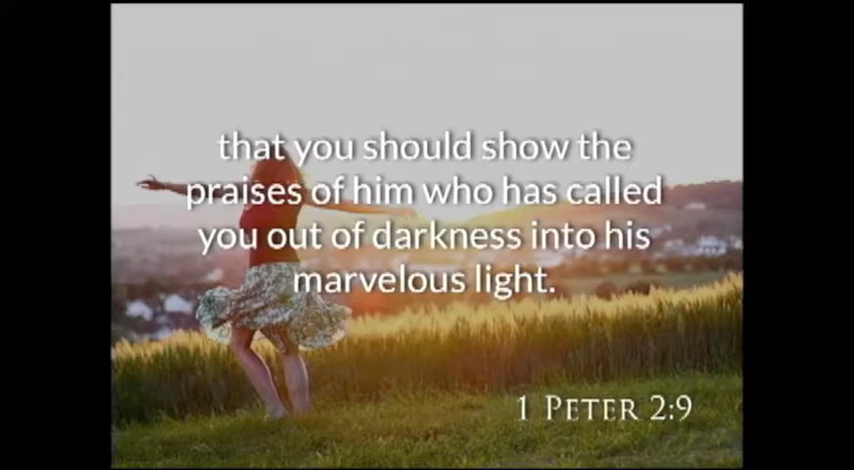 that you should show the
praises of him who has called
you out of darkness into his
marvelous light.
1 Peter 2:9